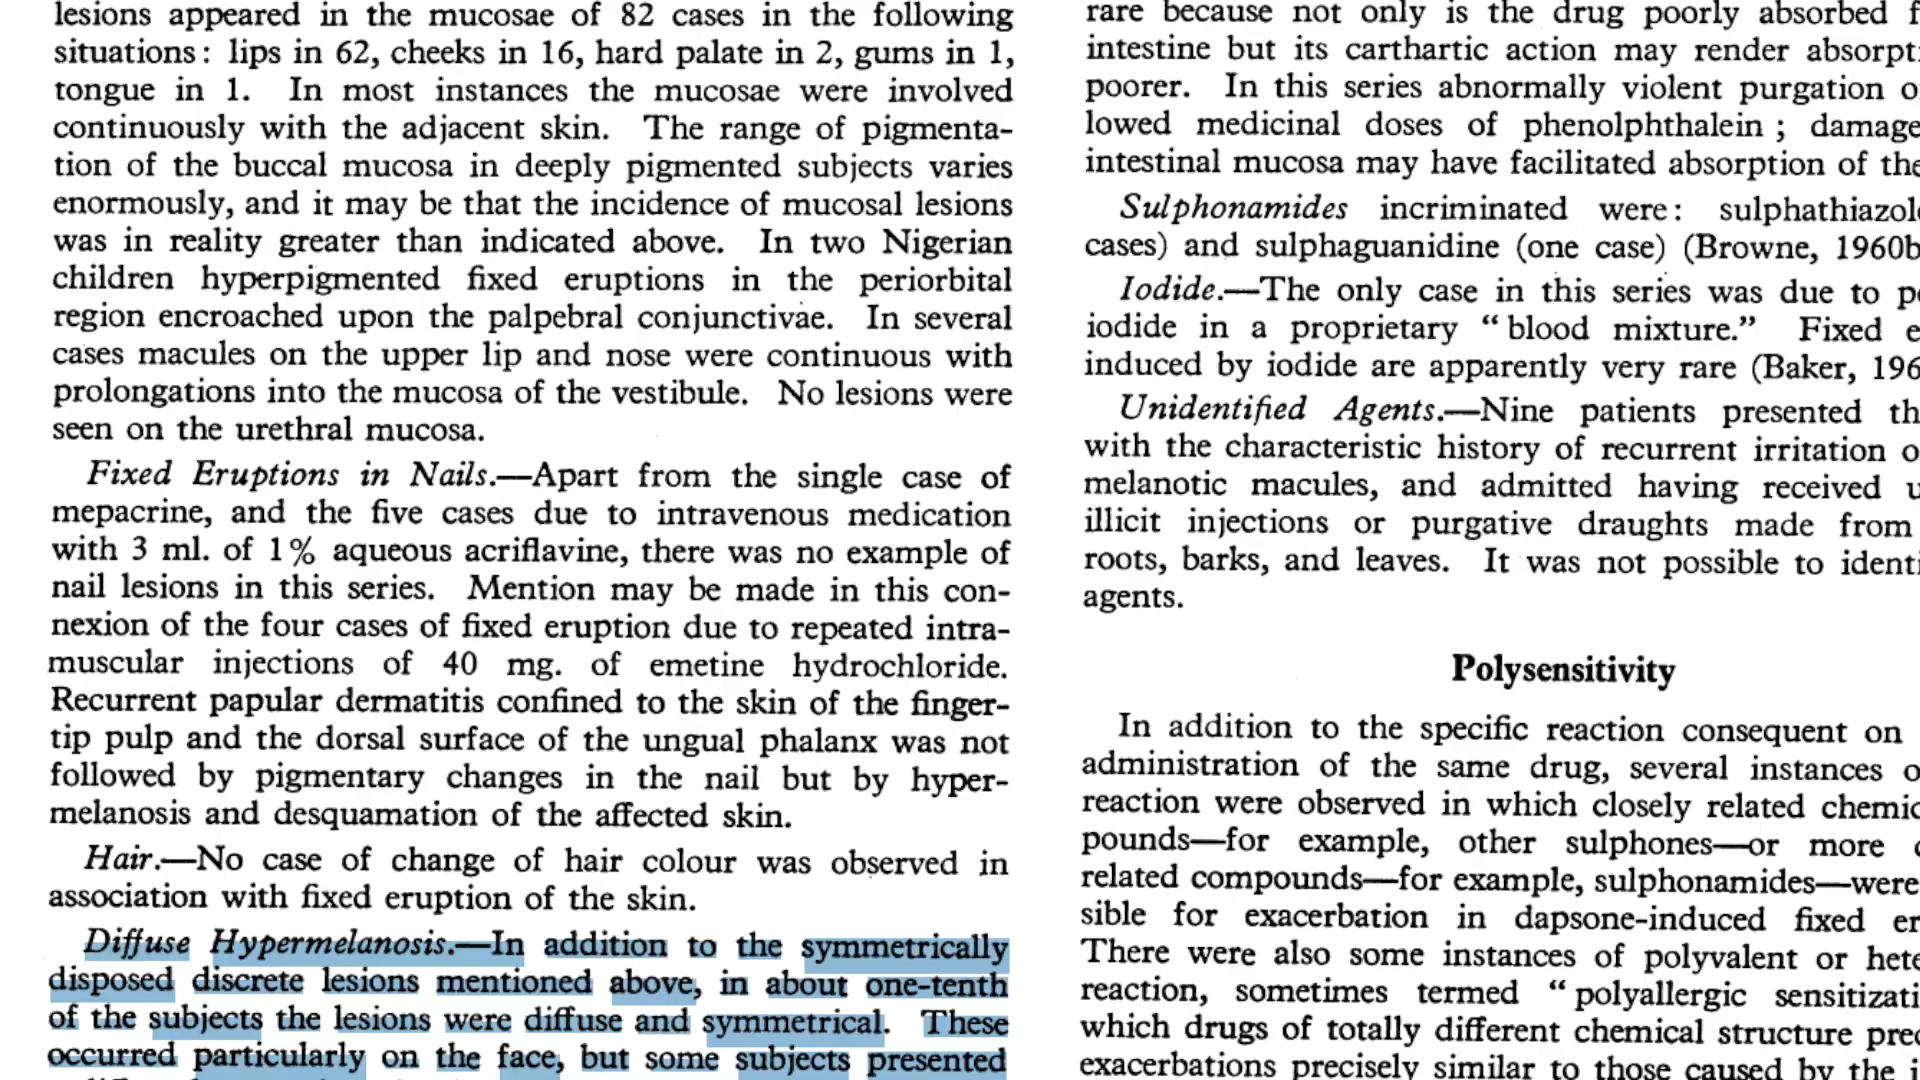 lesions appeared in the mucosae of 82 cases in the following
situations: lips in 62, cheeks in 16, hard palate in 2, gums in 1,
tongue in 1. In most instances the mucosae were involved
continuously with the adjacent skin. The range of pigmenta-
tion of the buccal mucosa in deeply pigmented subjects varies
enormously, and it may be that the incidence of mucosal lesions
was in reality greater than indicated above. In two Nigerian
children hyperpigmented fixed eruptions in the periorbital
region encroached upon the palpebral conjunctivae. In several
cases macules on the upper lip and nose were continuous with
prolongations into the mucosa of the vestibule. No lesions were
seen on the urethral mucosa.
Fixed Eruptions in Nails.—Apart from the single case of
mepacrine, and the five cases due to intravenous medication
with 3 ml. of 1% aqueous acriflavine, there was no example of
nail lesions in this series. Mention may be made in this con-
nexion of the four cases of fixed eruption due to repeated intra-
muscular injections of 40 mg. of emetine hydrochloride.
Recurrent papular dermatitis confined to the skin of the finger-
tip pulp and the dorsal surface of the ungual phalanx was not
followed by pigmentary changes in the nail but by hyper-
melanosis and desquamation of the affected skin.
Hair.—No case of change of hair colour was observed in
association with fixed eruption of the skin.
Diffuse Hypermelanosis.—In addition to the symmetrically
disposed discrete lesions mentioned above, in about one-tenth
of the subjects the lesions were diffuse and symmetrical. These
occurred particularly on the face, but some subjects presented
rare because not only is the drug poorly absorbed f
intestine but its carthartic action may render absorpt
poorer. In this series abnormally violent purgation o
lowed medicinal doses of phenolphthalein ; damage
intestinal mucosa may have facilitated absorption of the
Sulphonamides incriminated were: sulphathiazol
cases) and sulphaguanidine (one case) (Browne, 1960b
Iodide.—The only case in this series was due to p
iodide in a proprietary “blood mixture.” Fixed e
induced by iodide are apparently very rare (Baker, 196
Unidentified Agents.—Nine patients presented th
with the characteristic history of recurrent irritation o
melanotic macules, and admitted having received u
illicit injections or purgative draughts made from
roots, barks, and leaves. It was not possible to identi
agents.
Polysensitivity
In addition to the specific reaction consequent on
administration of the same drug, several instances o
reaction were observed in which closely related chemic
pounds—for example, other sulphones—or more
related compounds—for example, sulphonamides—were
sible for exacerbation in dapsone-induced fixed er
There were also some instances of polyvalent or hete
reaction, sometimes termed “polyallergic sensitizati
which drugs of totally different chemical structure prec
exacerbations precisely similar to those caused by the i